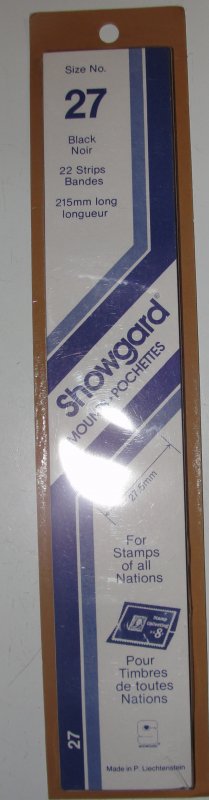 Size No.
27
Black
Noir
22 Strips
Bandes
215mm long
longueur
Showgard®
MOUNTS POCHETTES
27.5mm
For
Stamps
of all
Nations
Pour
Timbres
de toutes
Nations
27
Made in P. Liechtenstein